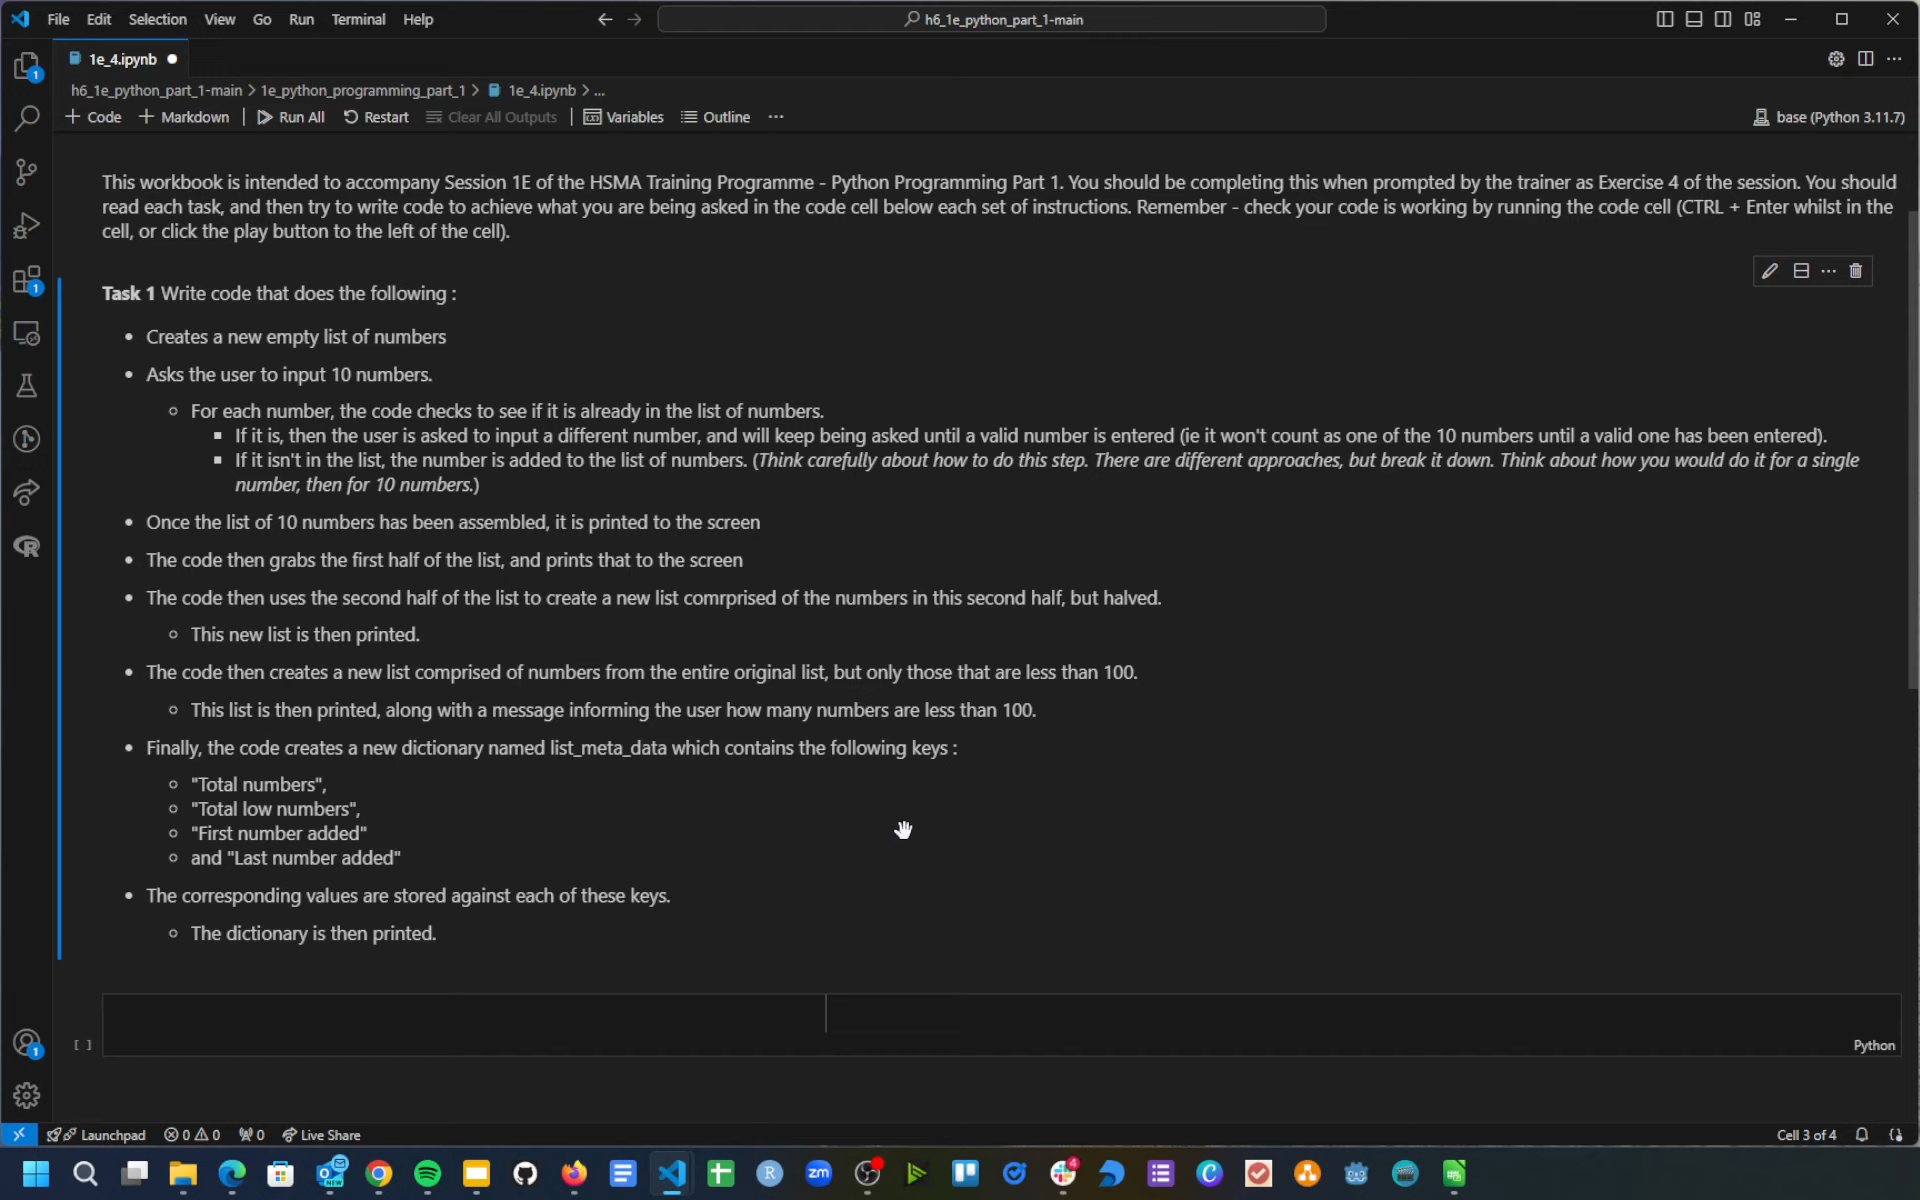 File Edit Selection View Go Run Terminal Help
h6_1e_python_part_1-main
1e_4.ipynb
h6_1e_python_part_1-main > 1e_python_programming_part_1 > 1e_4.ipynb > ...
+ Code + Markdown Run All Restart Clear All Outputs Variables Outline ...
base (Python 3.11.7)
This workbook is intended to accompany Session 1E of the HSMA Training Programme - Python Programming Part 1. You should be completing this when prompted by the trainer as Exercise 4 of the session. You should
read each task, and then try to write code to achieve what you are being asked in the code cell below each set of instructions. Remember - check your code is working by running the code cell (CTRL + Enter whilst in the
cell, or click the play button to the left of the cell).
Task 1 Write code that does the following :
Creates a new empty list of numbers
Asks the user to input 10 numbers.
For each number, the code checks to see if it is already in the list of numbers.
If it is, then the user is asked to input a different number, and will keep being asked until a valid number is entered (ie it won't count as one of the 10 numbers until a valid one has been entered).
If it isn't in the list, the number is added to the list of numbers. (Think carefully about how to do this step. There are different approaches, but break it down. Think about how you would do it for a single
number, then for 10 numbers.)
Once the list of 10 numbers has been assembled, it is printed to the screen
The code then grabs the first half of the list, and prints that to the screen
The code then uses the second half of the list to create a new list comrprised of the numbers in this second half, but halved.
This new list is then printed.
The code then creates a new list comprised of numbers from the entire original list, but only those that are less than 100.
This list is then printed, along with a message informing the user how many numbers are less than 100.
Finally, the code creates a new dictionary named list_meta_data which contains the following keys :
"Total numbers",
"Total low numbers",
"First number added"
and "Last number added"
The corresponding values are stored against each of these keys.
The dictionary is then printed.
[ ]
Python
Launchpad 0 0 0 Live Share
Cell 3 of 4